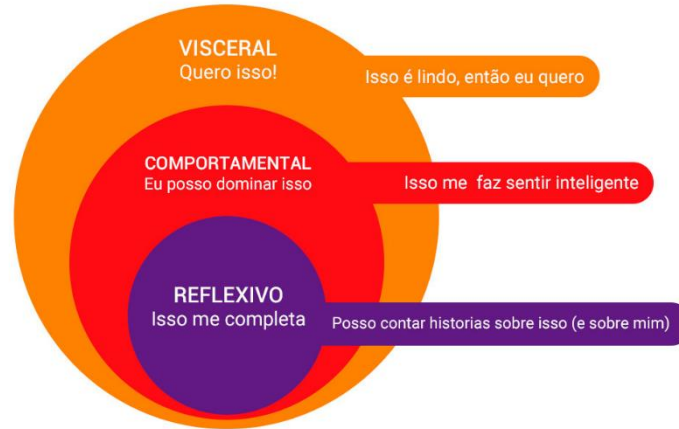 VISCERAL
Quero isso!
Isso é lindo, então eu quero
COMPORTAMENTAL
Eu posso dominar isso
Isso me faz sentir inteligente
REFLEXIVO
Isso me completa
Posso contar historias sobre isso (e sobre mim)